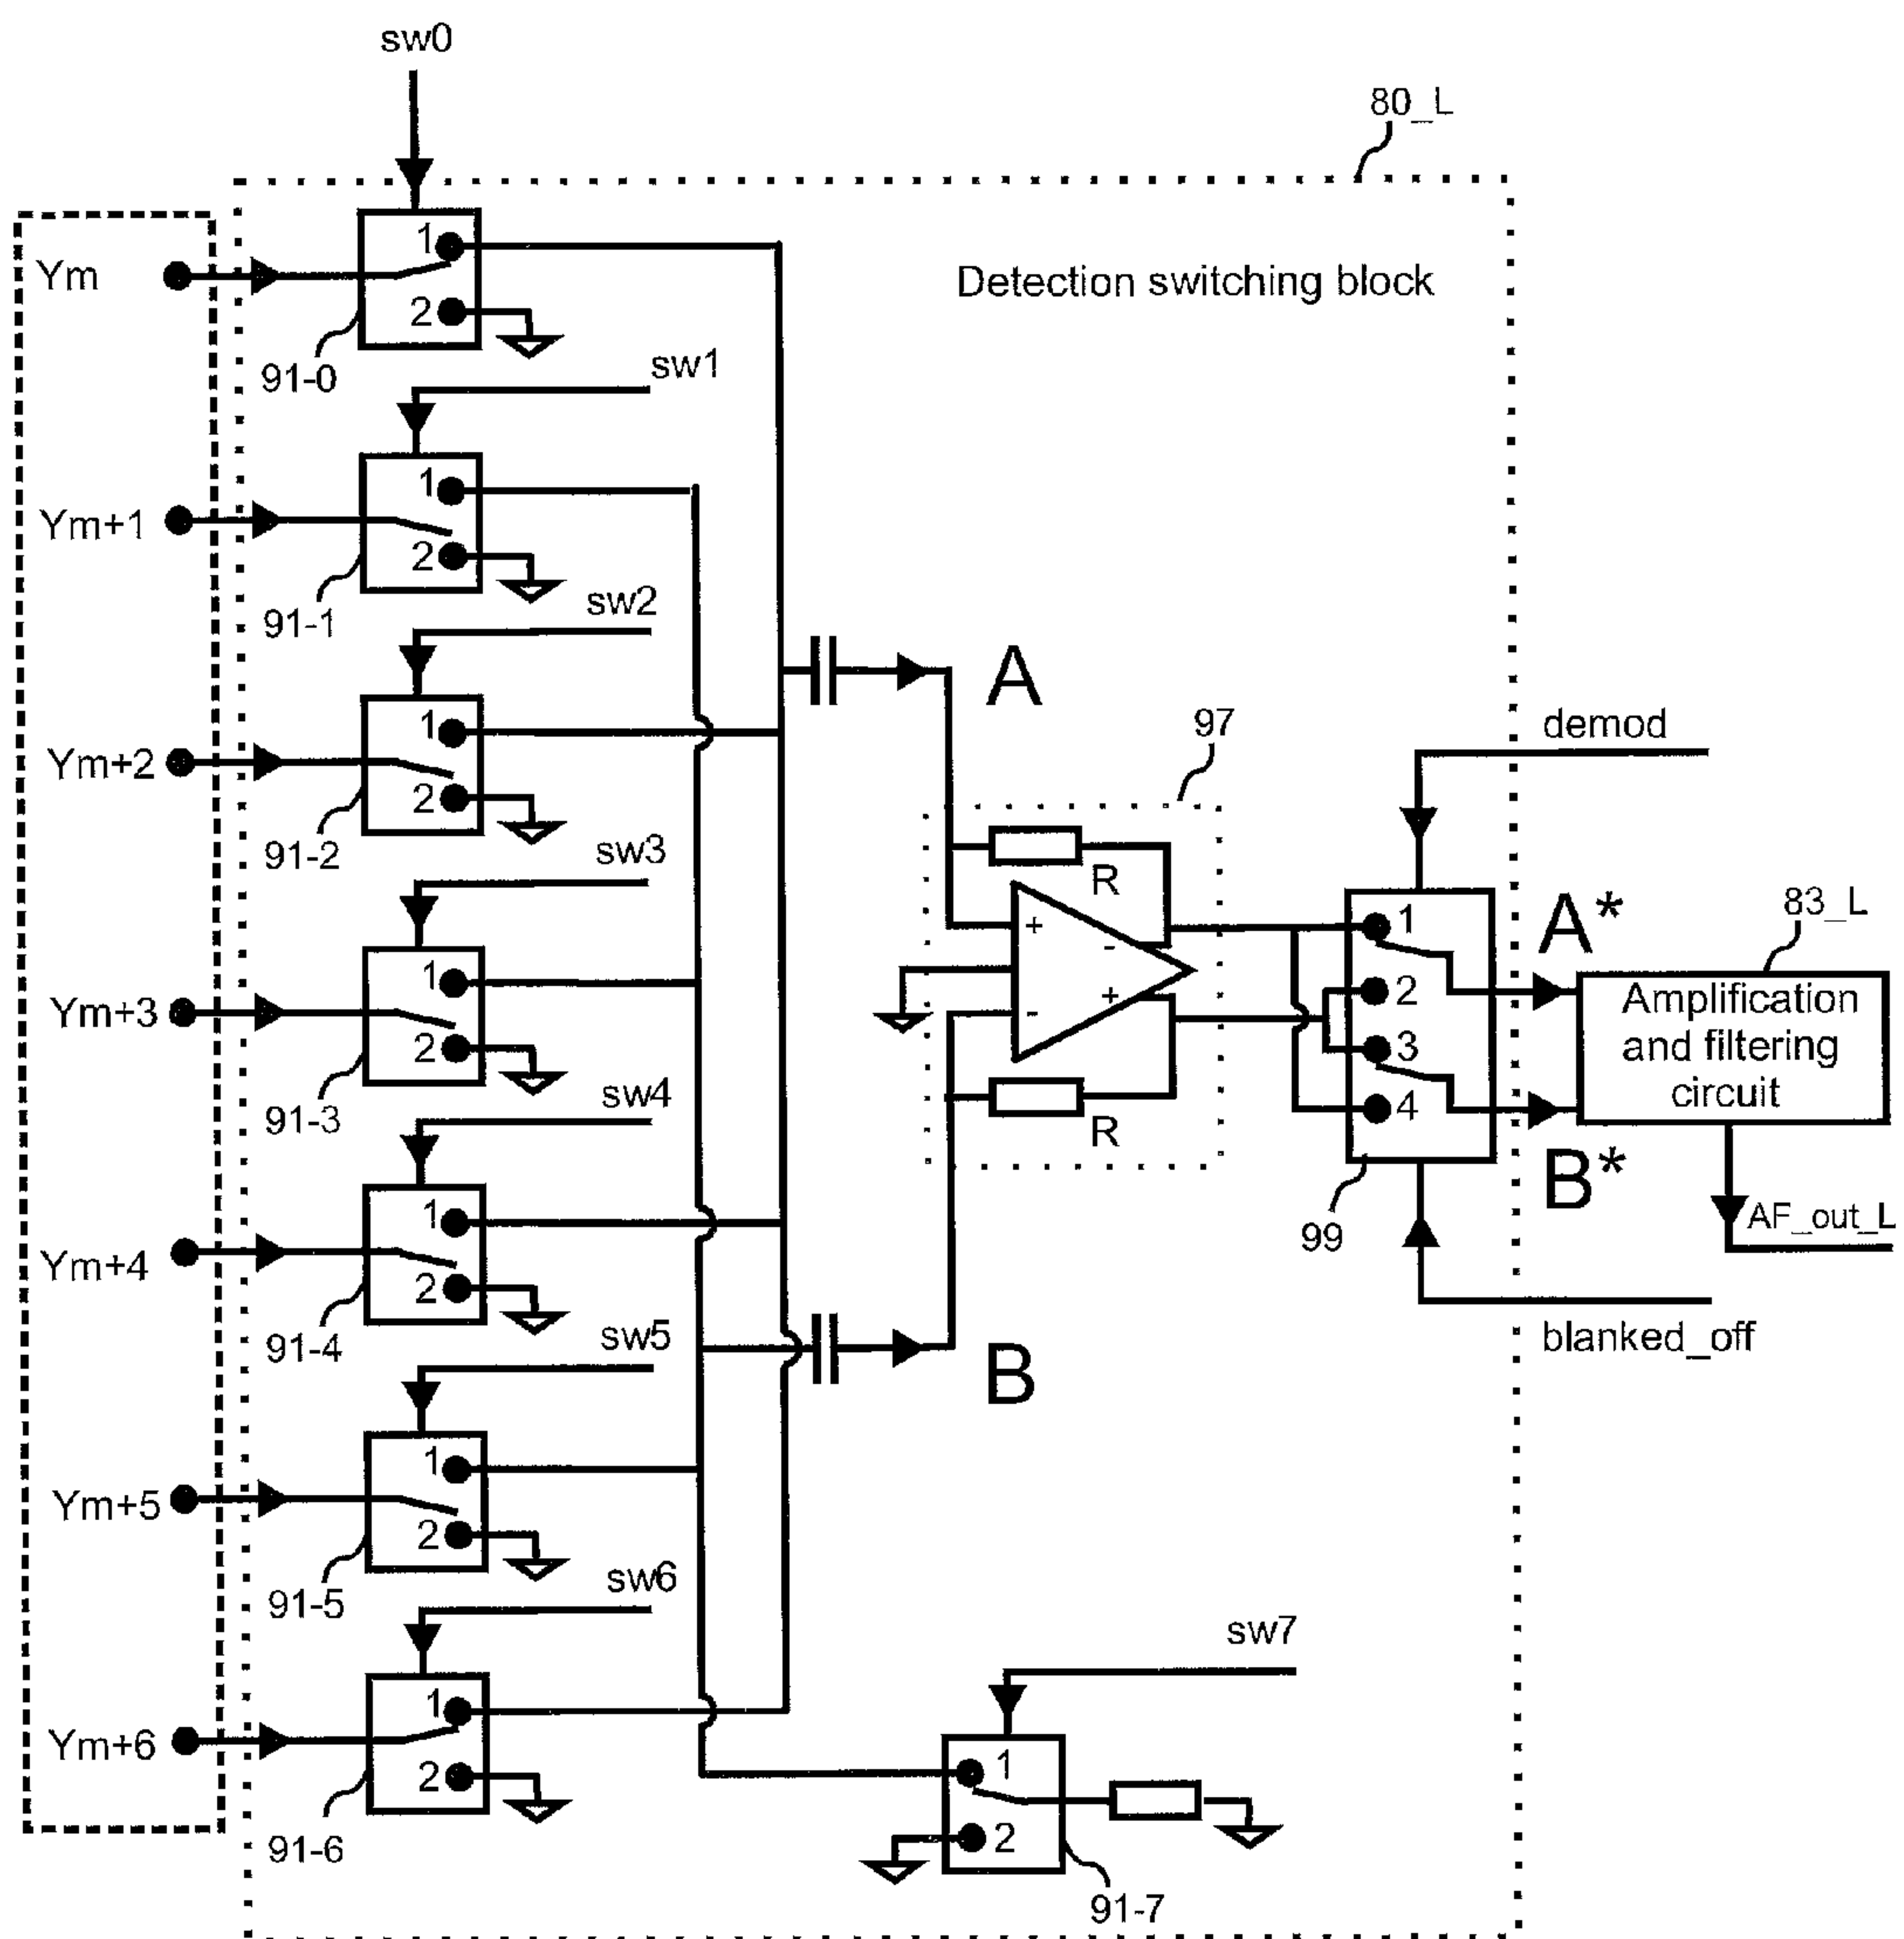 sw0
80_L
Ym
1
2
91-0
Detection switching block
sw1
Ym+1
1
2
91-1
sw2
Ym+2
1
2
91-2
A
97
demod
sw3
Ym+3
1
2
91-3
R
+
-
+
-
R
1
2
3
4
99
A*
83_L
Amplification
and filtering
circuit
B*
AF_out_L
blanked_off
sw4
Ym+4
1
2
91-4
B
sw5
Ym+5
1
2
91-5
sw6
Ym+6
1
2
91-6
sw7
1
2
91-7